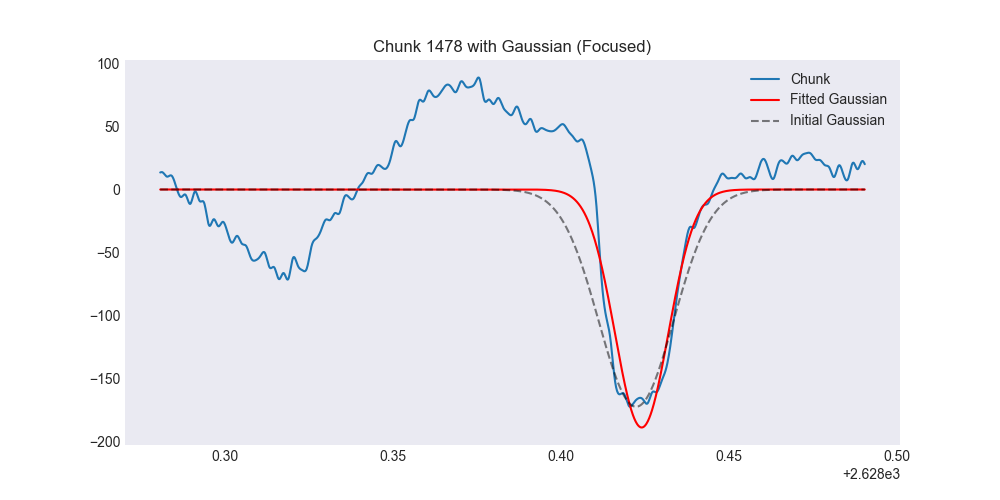 Chunk 1478 with Gaussian (Focused)
100
50
0
−50
−100
−150
−200
Chunk
Fitted Gaussian
Initial Gaussian
0.30 0.35 0.40 0.45 0.50
+2.628e3